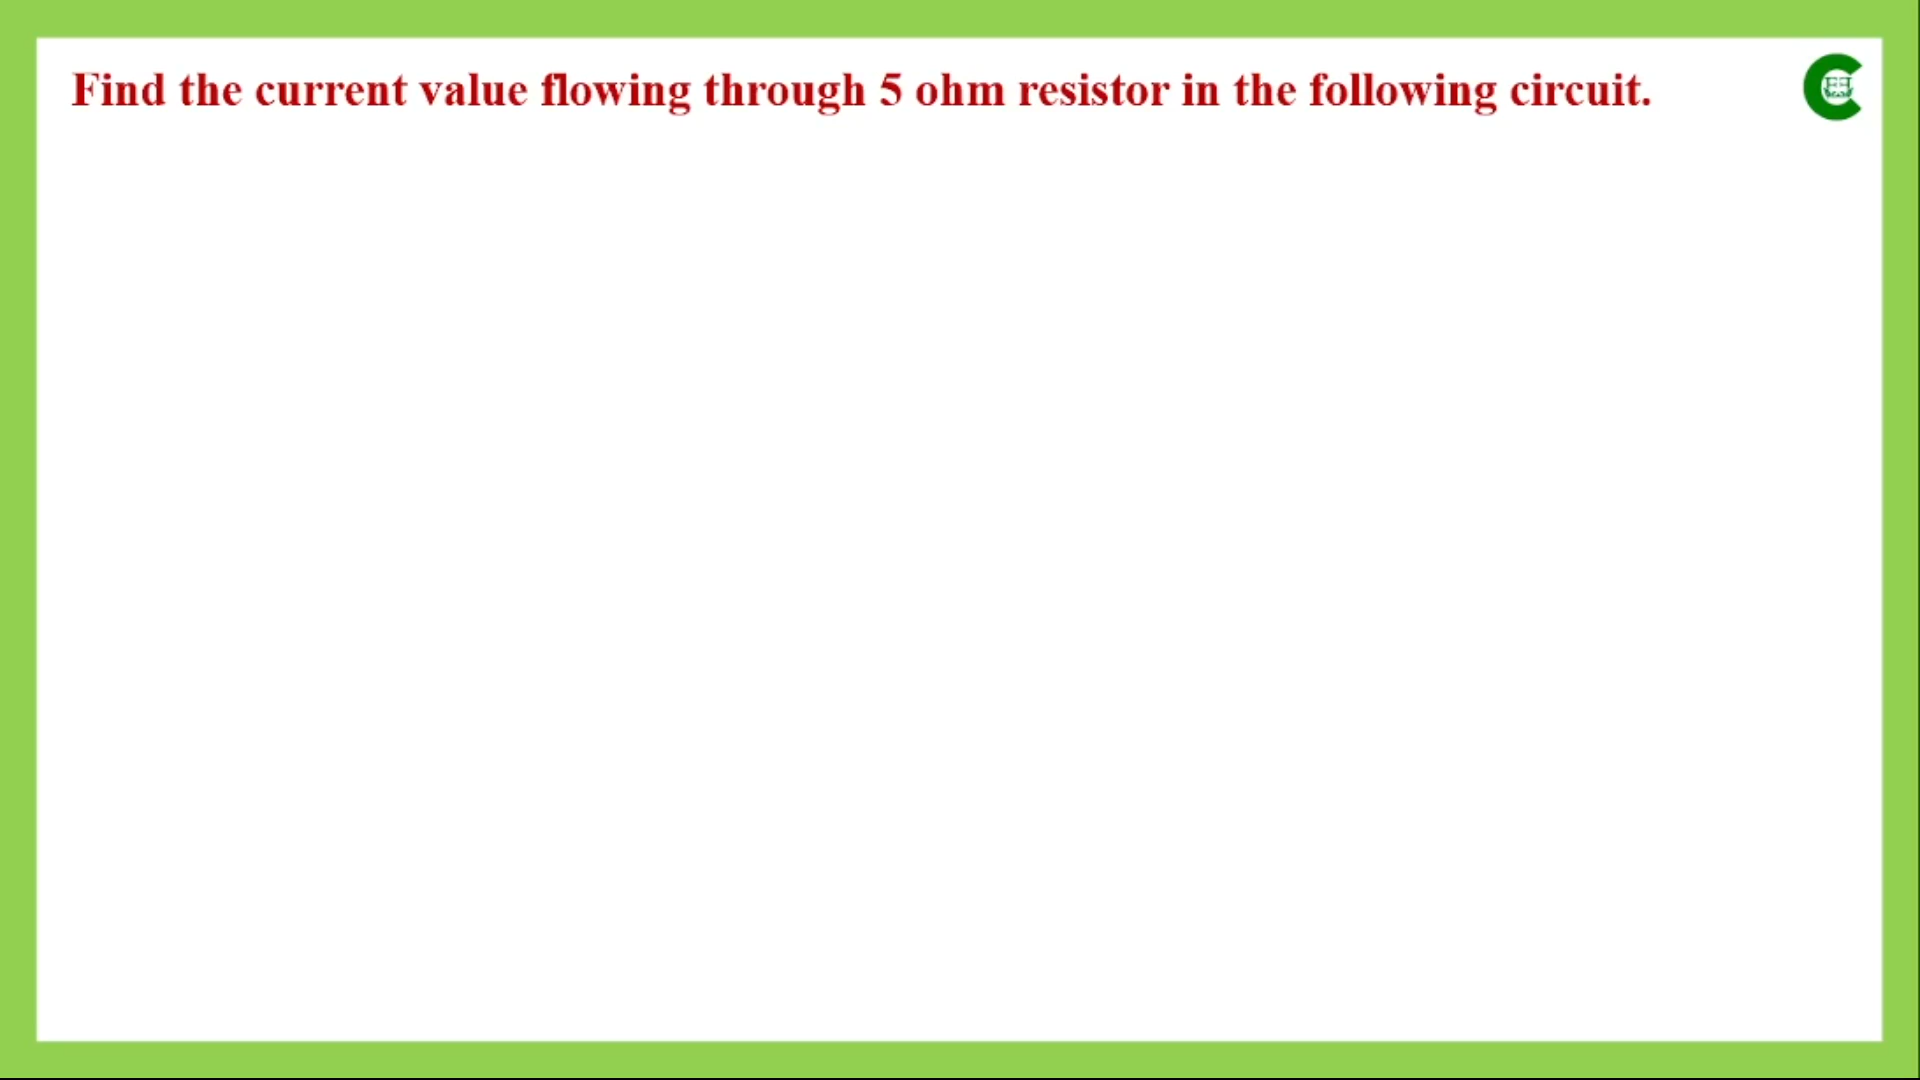 Find the current value flowing through 5 ohm resistor in the following circuit.